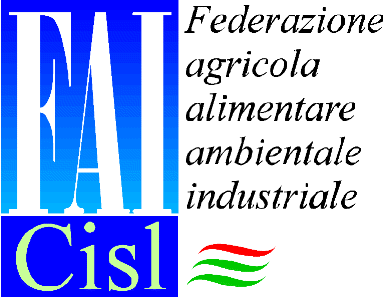 FAI
Cisl
Federazione
agricola
alimentare
ambientale
industriale